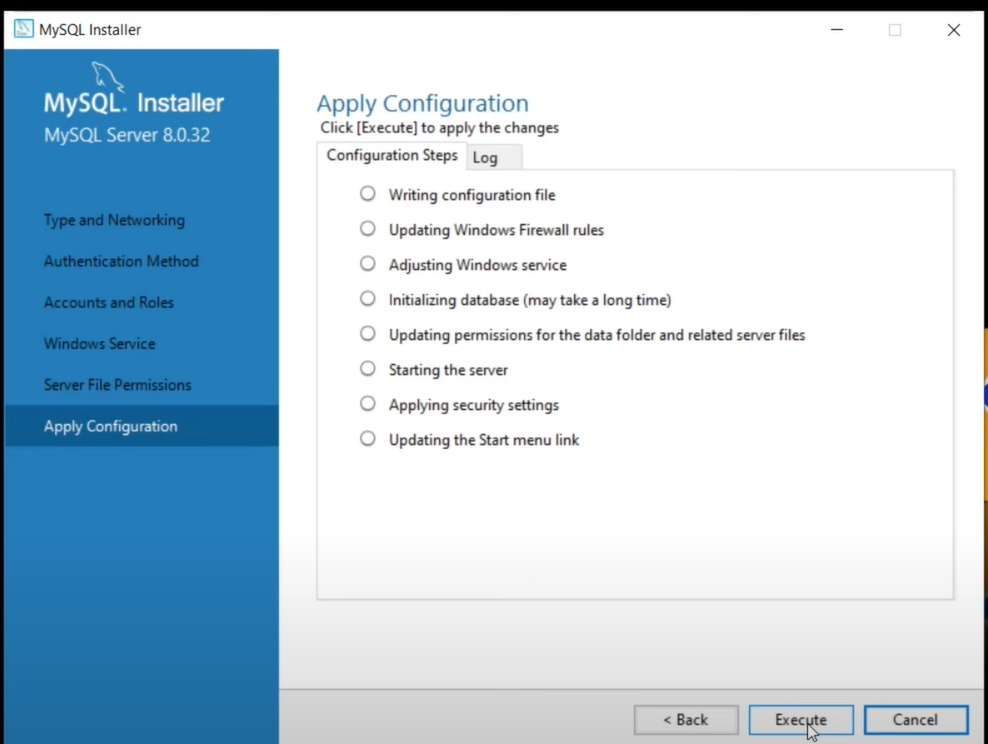 MySQL Installer
MySQL. Installer
MySQL Server 8.0.32
Type and Networking
Authentication Method
Accounts and Roles
Windows Service
Server File Permissions
Apply Configuration
Apply Configuration
Click [Execute] to apply the changes
Configuration Steps
Log
Writing configuration file
Updating Windows Firewall rules
Adjusting Windows service
Initializing database (may take a long time)
Updating permissions for the data folder and related server files
Starting the server
Applying security settings
Updating the Start menu link
< Back
Execute
Cancel